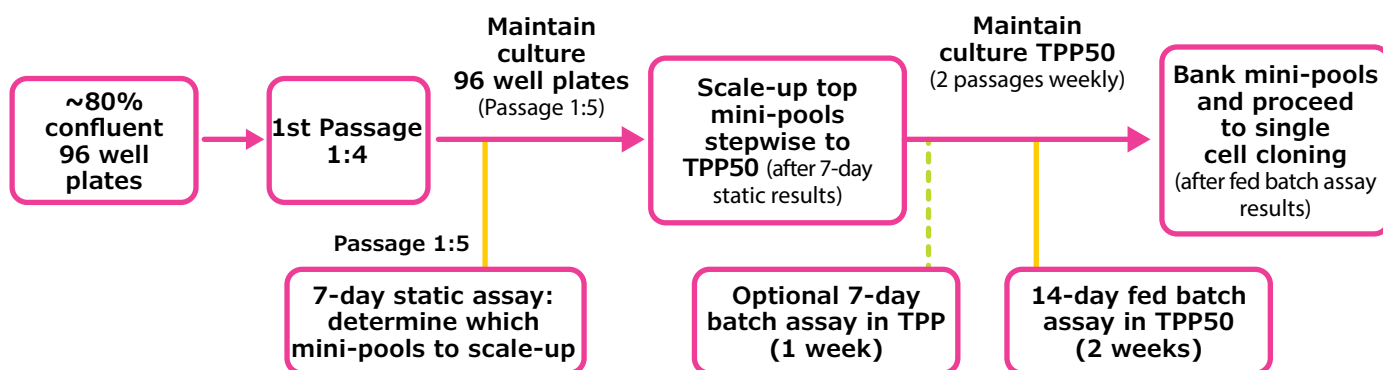 ~80%
confluent
96 well
plates
1st Passage
1:4
Maintain
culture
96 well plates
(Passage 1:5)
Passage 1:5
7-day static assay:
determine which
mini-pools to scale-up
Scale-up top
mini-pools
stepwise to
TPP50 (after 7-day
static results)
Maintain
culture TPP50
(2 passages weekly)
Optional 7-day
batch assay in TPP
(1 week)
14-day fed batch
assay in TPP50
(2 weeks)
Bank mini-pools
and proceed
to single
cell cloning
(after fed batch assay
results)